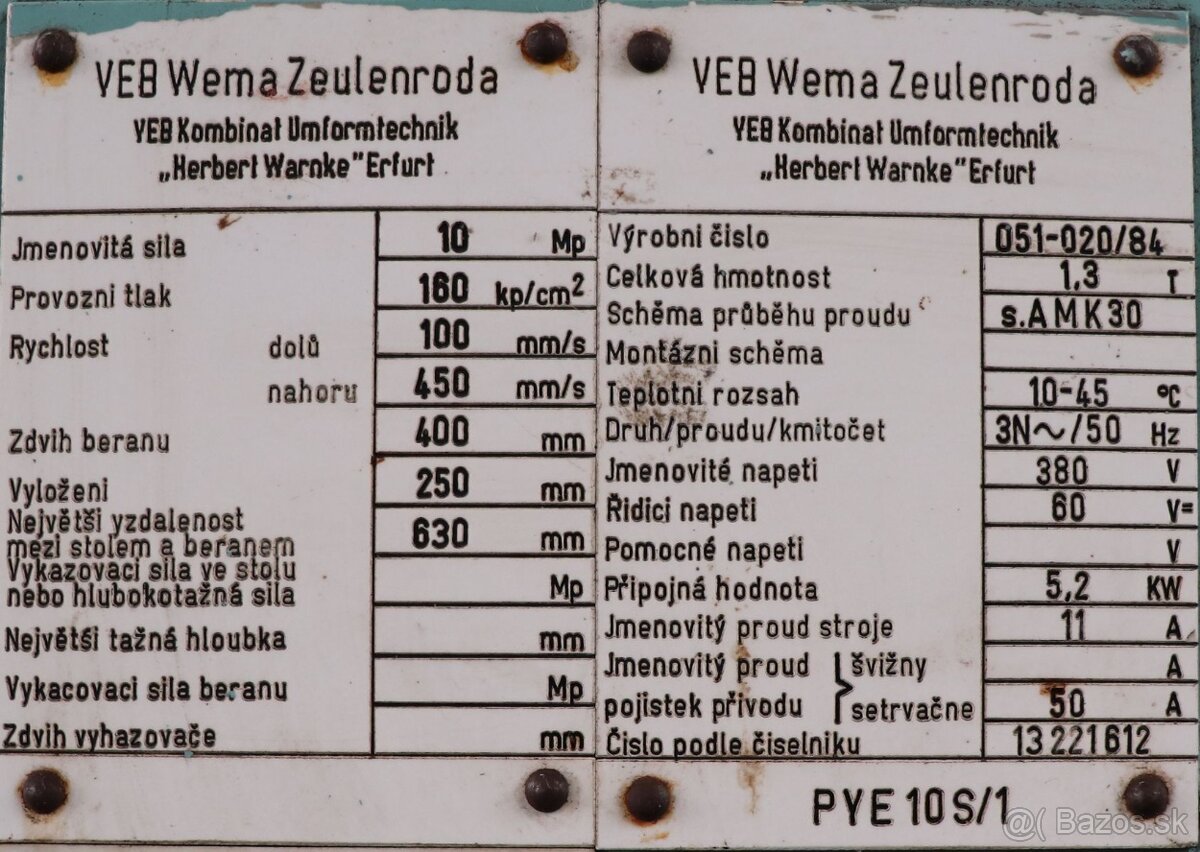 VEB Wema Zeulenroda
VEB Kombinat Umformtechnik
„Herbert Warnke” Erfurt
Jmenovitá sila 10 Mp
Provozni tlak 160 kp/cm²
Rychlost dolů 100 mm/s
nahoru 450 mm/s
Zdvih beranu 400 mm
Vyloženi 250 mm
Největši yzdalenost
mezi stolem a beranem 630 mm
Vykazovaci sila ve stolu
nebo hlubokotažná sila Mp
Největši tažná hloubka mm
Vykacovaci sila beranu Mp
Zdvih vyhazovače mm
VEB Wema Zeulenroda
VEB Kombinat Umformtechnik
„Herbert Warnke” Erfurt
Výrobni čislo 051-020/84
Celková hmotnost 1,3 T
Schěma průběhu proudu s.AMK30
Montázni schěma
Teplotni rozsah 10-45 °C
Druh/proudu/kmitočet 3N~/50 Hz
Jmenovité napeti 380 V
Řidici napeti 60 V=
Pomocné napeti V
Připojná hodnota 5,2 KW
Jmenovitý proud stroje 11 A
Jmenovitý proud švižny A
pojistek přivodu setrvačne 50 A
Čislo podle čiselniku 13221612
PYE 10 S/1
@( Bazos.sk